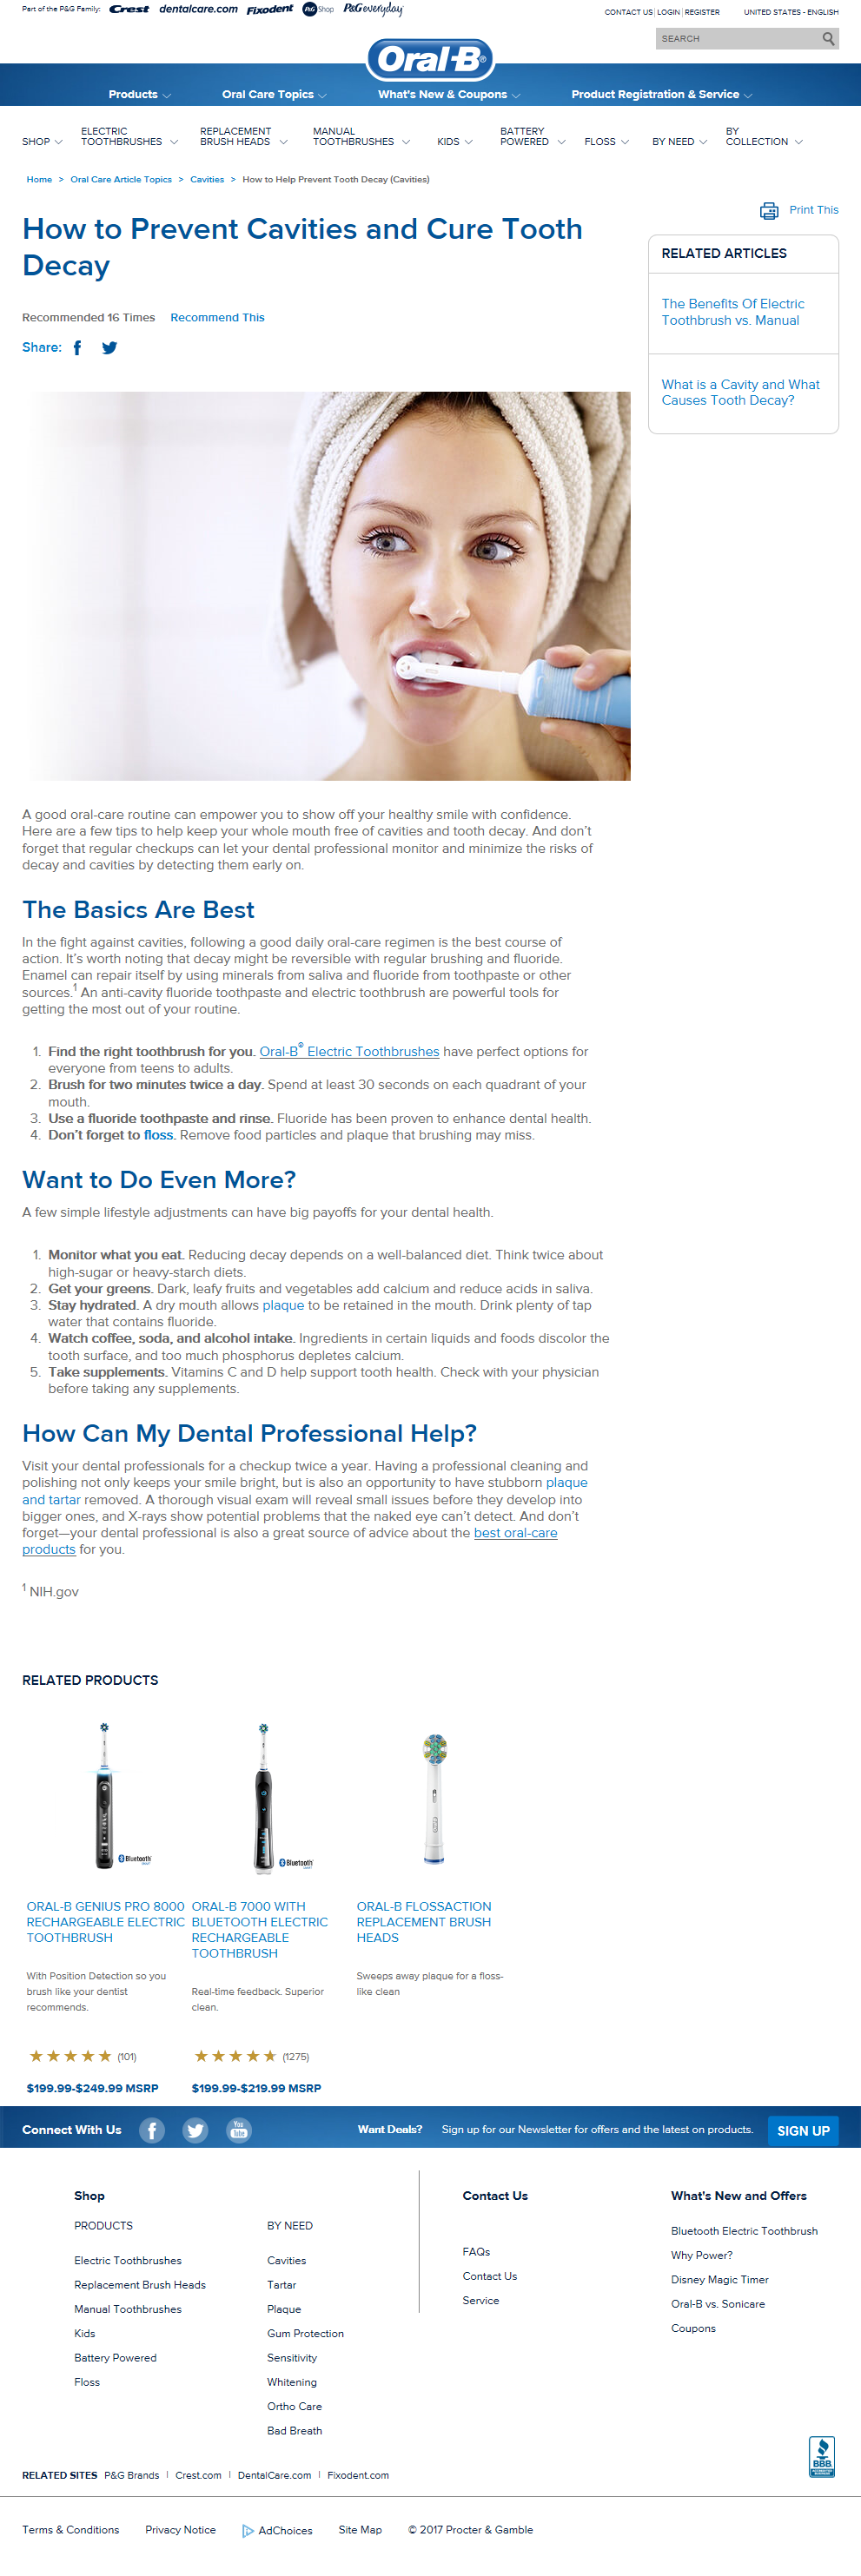 Part of the P&G Family: Crest dentalcare.com Fixodent P&G Shop P&Geveryday
CONTACT US | LOGIN | REGISTER UNITED STATES - ENGLISH
SEARCH
Oral-B®
Products Oral Care Topics What's New & Coupons Product Registration & Service
SHOP ELECTRIC TOOTHBRUSHES REPLACEMENT BRUSH HEADS MANUAL TOOTHBRUSHES KIDS BATTERY POWERED FLOSS BY NEED BY COLLECTION
Home > Oral Care Article Topics > Cavities > How to Help Prevent Tooth Decay (Cavities)
Print This
How to Prevent Cavities and Cure Tooth
Decay
Recommended 16 Times Recommend This
Share:
RELATED ARTICLES
The Benefits Of Electric
Toothbrush vs. Manual
What is a Cavity and What
Causes Tooth Decay?
A good oral-care routine can empower you to show off your healthy smile with confidence.
Here are a few tips to help keep your whole mouth free of cavities and tooth decay. And don't
forget that regular checkups can let your dental professional monitor and minimize the risks of
decay and cavities by detecting them early on.
The Basics Are Best
In the fight against cavities, following a good daily oral-care regimen is the best course of
action. It's worth noting that decay might be reversible with regular brushing and fluoride.
Enamel can repair itself by using minerals from saliva and fluoride from toothpaste or other
sources.1 An anti-cavity fluoride toothpaste and electric toothbrush are powerful tools for
getting the most out of your routine.
1. Find the right toothbrush for you. Oral-B® Electric Toothbrushes have perfect options for
everyone from teens to adults.
2. Brush for two minutes twice a day. Spend at least 30 seconds on each quadrant of your
mouth.
3. Use a fluoride toothpaste and rinse. Fluoride has been proven to enhance dental health.
4. Don't forget to floss. Remove food particles and plaque that brushing may miss.
Want to Do Even More?
A few simple lifestyle adjustments can have big payoffs for your dental health.
1. Monitor what you eat. Reducing decay depends on a well-balanced diet. Think twice about
high-sugar or heavy-starch diets.
2. Get your greens. Dark, leafy fruits and vegetables add calcium and reduce acids in saliva.
3. Stay hydrated. A dry mouth allows plaque to be retained in the mouth. Drink plenty of tap
water that contains fluoride.
4. Watch coffee, soda, and alcohol intake. Ingredients in certain liquids and foods discolor the
tooth surface, and too much phosphorus depletes calcium.
5. Take supplements. Vitamins C and D help support tooth health. Check with your physician
before taking any supplements.
How Can My Dental Professional Help?
Visit your dental professionals for a checkup twice a year. Having a professional cleaning and
polishing not only keeps your smile bright, but is also an opportunity to have stubborn plaque
and tartar removed. A thorough visual exam will reveal small issues before they develop into
bigger ones, and X-rays show potential problems that the naked eye can't detect. And don't
forget—your dental professional is also a great source of advice about the best oral-care
products for you.
1 NIH.gov
RELATED PRODUCTS
Bluetooth
Bluetooth
ORAL-B GENIUS PRO 8000
RECHARGEABLE ELECTRIC
TOOTHBRUSH
With Position Detection so you
brush like your dentist
recommends.
(101)
$199.99-$249.99 MSRP
ORAL-B 7000 WITH
BLUETOOTH ELECTRIC
RECHARGEABLE
TOOTHBRUSH
Real-time feedback. Superior
clean.
(1275)
$199.99-$219.99 MSRP
ORAL-B FLOSSACTION
REPLACEMENT BRUSH
HEADS
Sweeps away plaque for a floss-
like clean
Connect With Us You Tube Want Deals? Sign up for our Newsletter for offers and the latest on products. SIGN UP
Shop
PRODUCTS
Electric Toothbrushes
Replacement Brush Heads
Manual Toothbrushes
Kids
Battery Powered
Floss
BY NEED
Cavities
Tartar
Plaque
Gum Protection
Sensitivity
Whitening
Ortho Care
Bad Breath
Contact Us
FAQs
Contact Us
Service
What's New and Offers
Bluetooth Electric Toothbrush
Why Power?
Disney Magic Timer
Oral-B vs. Sonicare
Coupons
BBB
RELATED SITES P&G Brands | Crest.com | DentalCare.com | Fixodent.com
Terms & Conditions Privacy Notice AdChoices Site Map © 2017 Procter & Gamble